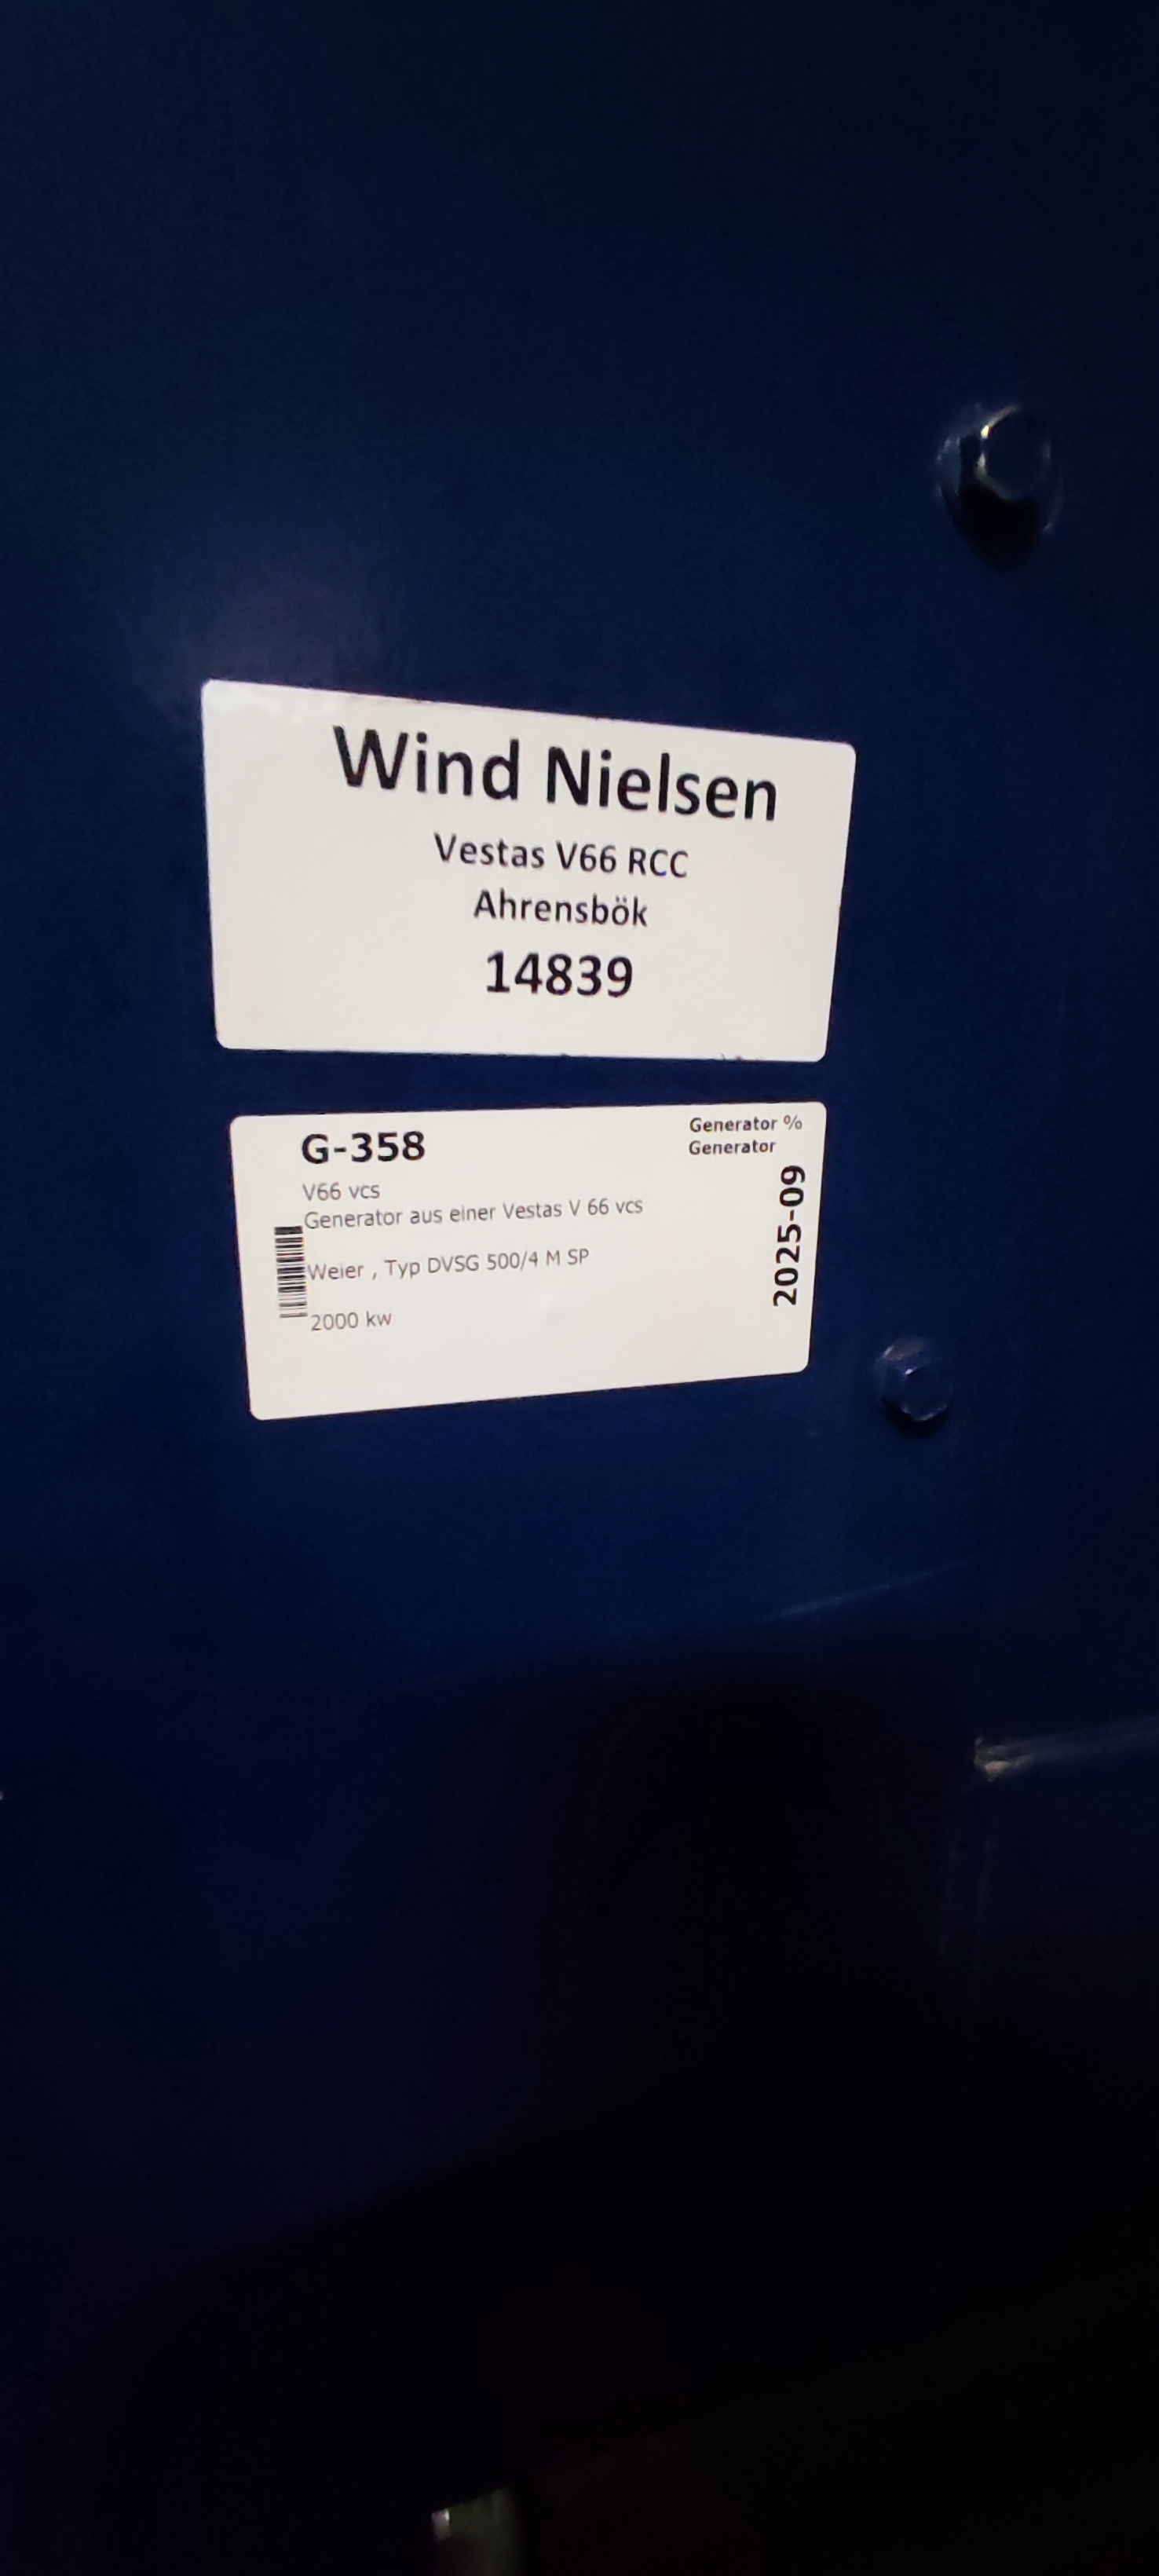 Wind Nielsen
Vestas V66 RCC
Ahrensbök
14839
G-358
Generator %
Generator
V66 vcs
Generator aus einer Vestas V 66 vcs
Weier , Typ DVSG 500/4 M SP
2000 kw
2025-09